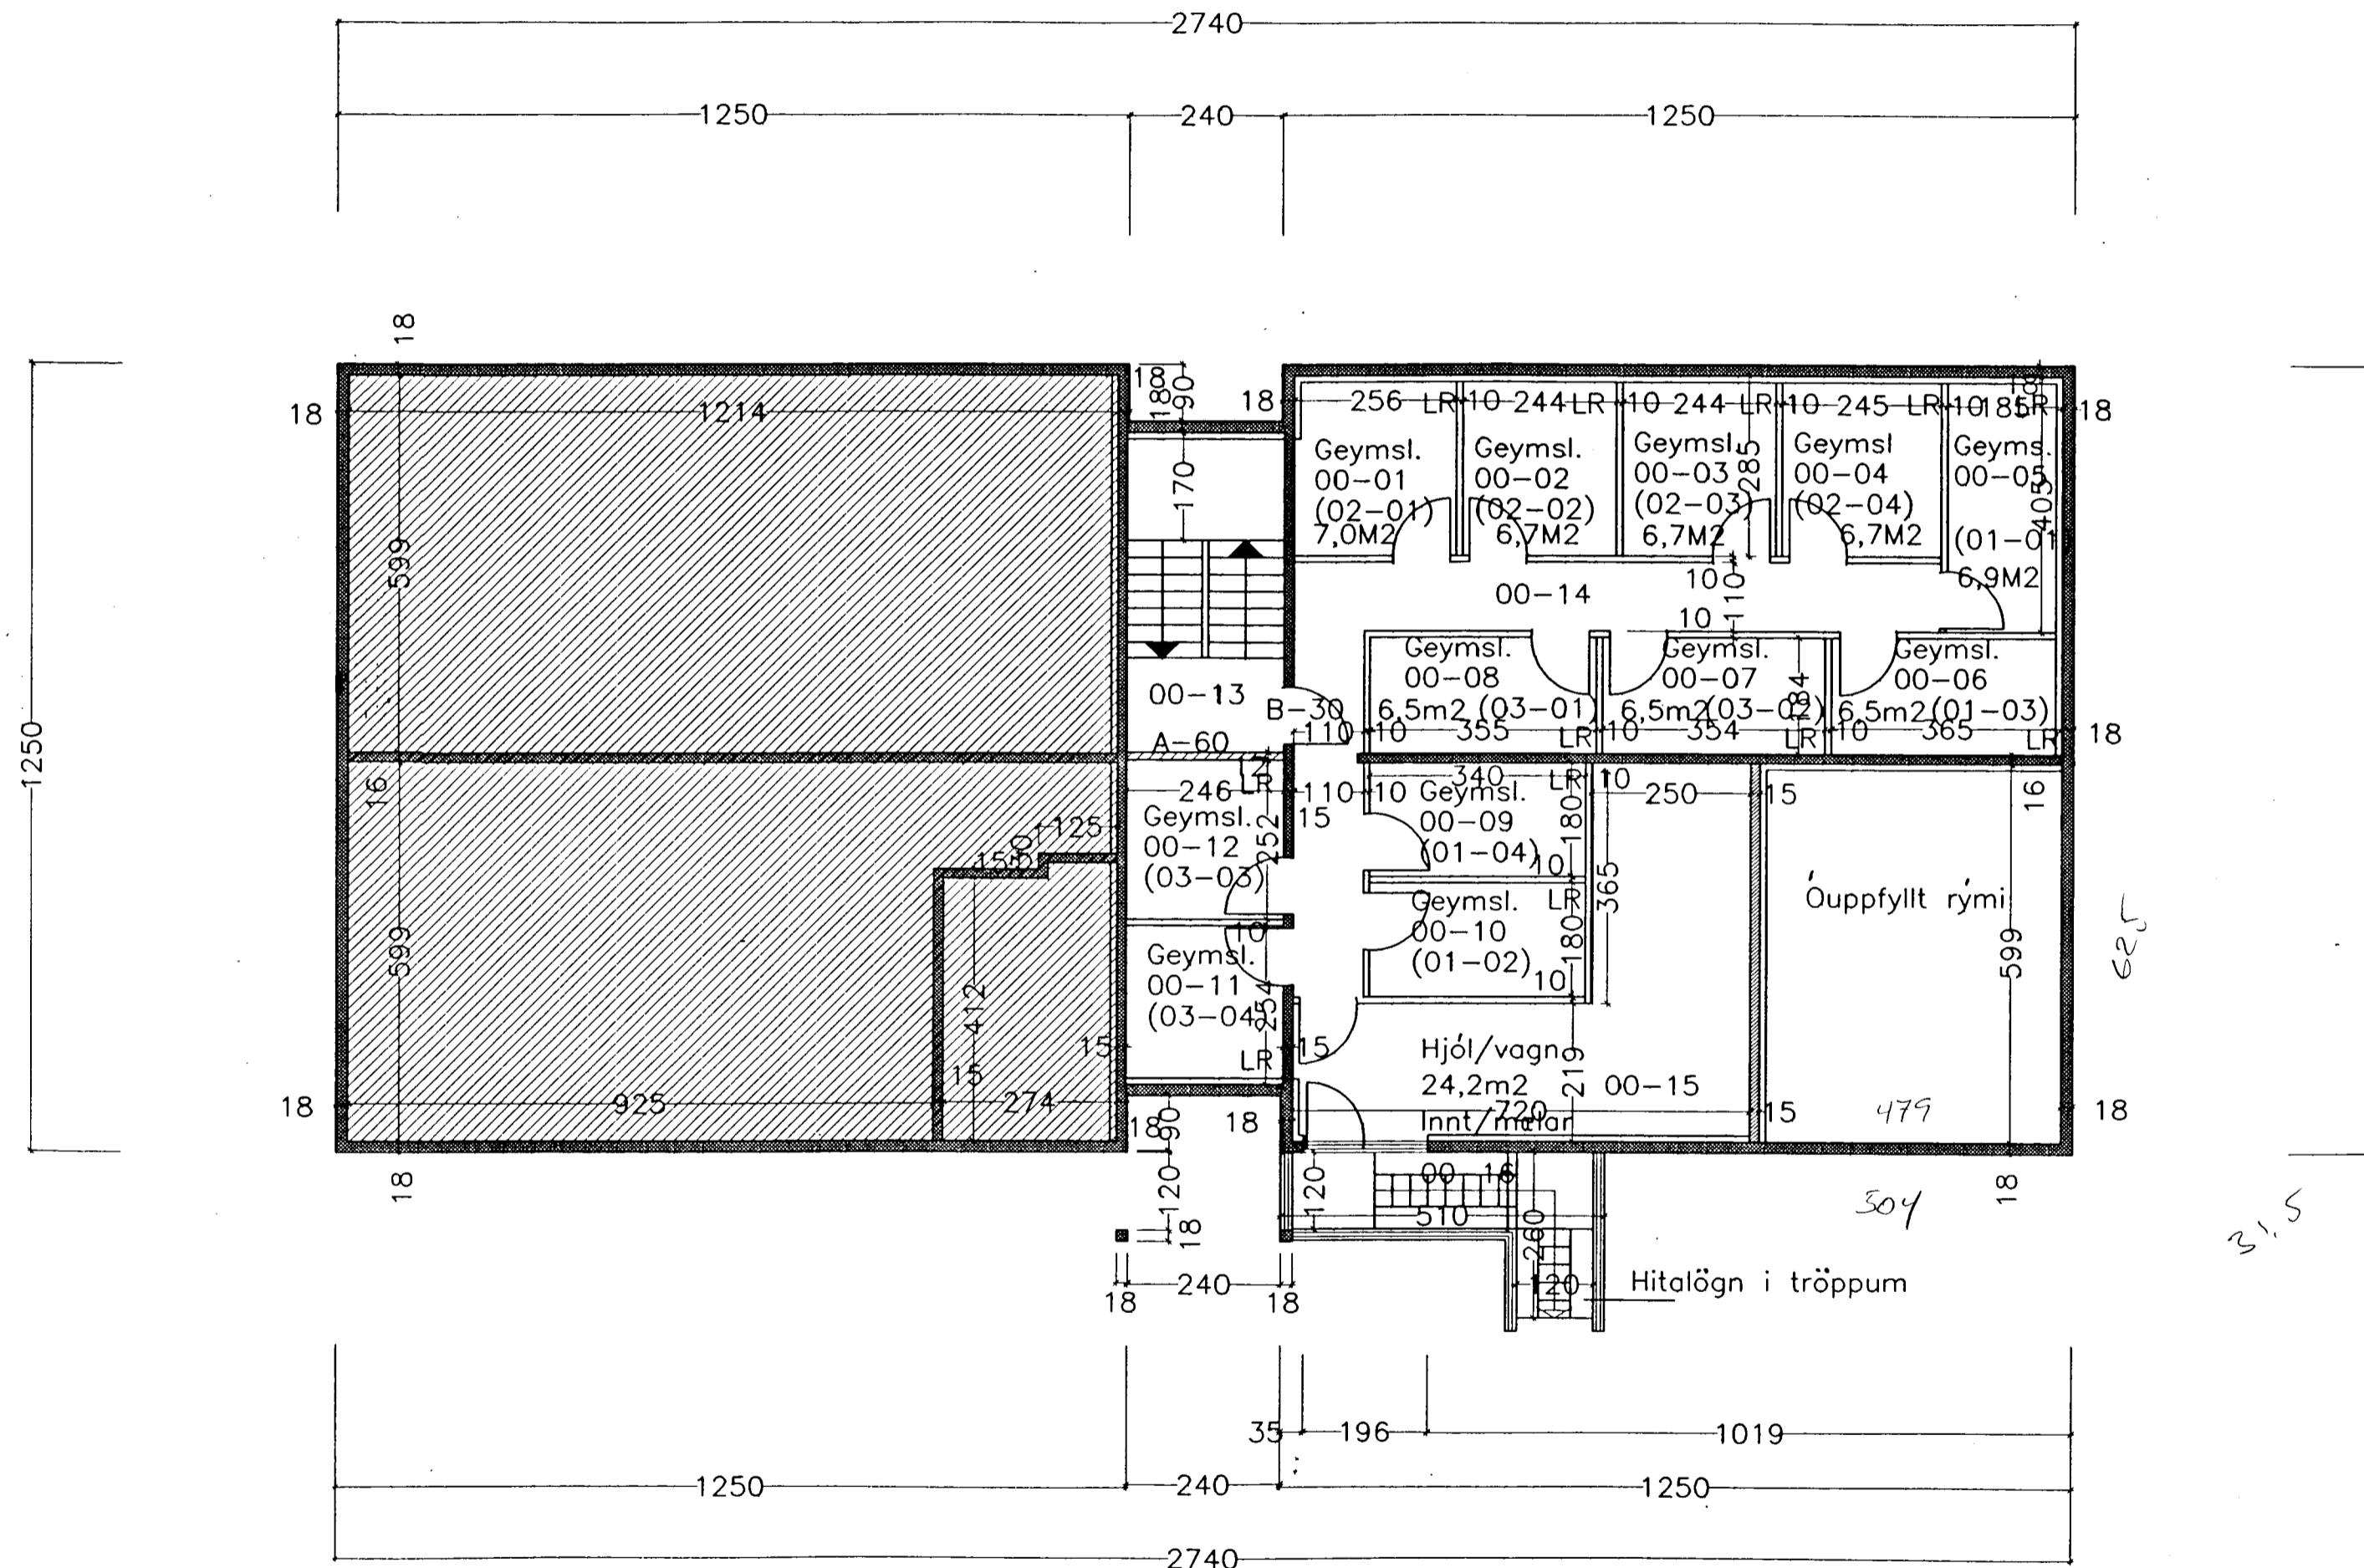 2740
1250 240 1250
18
18 1214 18
18
90
18 256 LR 10 244 LR 10 244 LR 10 245 LR 10 185 LR 18
18
Geymsl.
00-01
(02-01)
7,0M2
Geymsl.
00-02
(02-02)
6,7M2
Geymsl.
00-03
(02-03)
6,7M2
285
Geymsl
00-04
(02-04)
6,7M2
Geyms.
00-05
(01-01
6,9M2
405
170
599
1250
00-14
10
110
10
00-13
A-60
B-30
Geymsl.
00-08
6,5m2 (03-01)
Geymsl.
00-07
6,5m2(03-02)
184
Geymsl.
00-06
6,5m2(01-03)
110 10 355 LR 10 354 LR 10 365 LR 18
16
LR
246 110 10 340 LR 10 250 15
15
16
125
Geymsl.
00-12
(03-03)
252
Geymsl.
00-09
(01-04)
180
10
365
153
599
412
Geymsl.
00-11
(03-04)
254
10
LR
Geymsl. LR
00-10
(01-02)
180
10
Óuppfyllt rými
599
625
15 15
15
18 925 274
Hjól/vagn
24,2m2 00-15
219
Innt/mælar
720 15 479 18
18 18
90
18
120
18
00 16
120
510
260
120
504
18
31,5
Hitalögn i tröppum
240
18 18
35 196 1019
1250 240 1250
2740